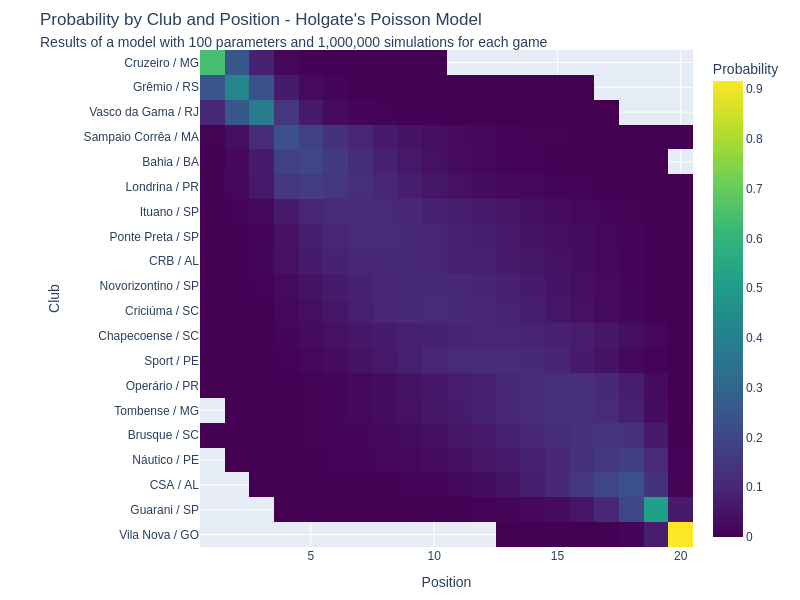 Probability by Club and Position - Holgate's Poisson Model
Results of a model with 100 parameters and 1,000,000 simulations for each game
Probability
Cruzeiro / MG
Grêmio / RS
Vasco da Gama / RJ
Sampaio Corrêa / MA
Bahia / BA
Londrina / PR
Ituano / SP
Ponte Preta / SP
CRB / AL
Novorizontino / SP
Criciúma / SC
Chapecoense / SC
Sport / PE
Operário / PR
Tombense / MG
Brusque / SC
Náutico / PE
CSA / AL
Guarani / SP
Vila Nova / GO
Club
5
10
15
20
Position
0.9
0.8
0.7
0.6
0.5
0.4
0.3
0.2
0.1
0